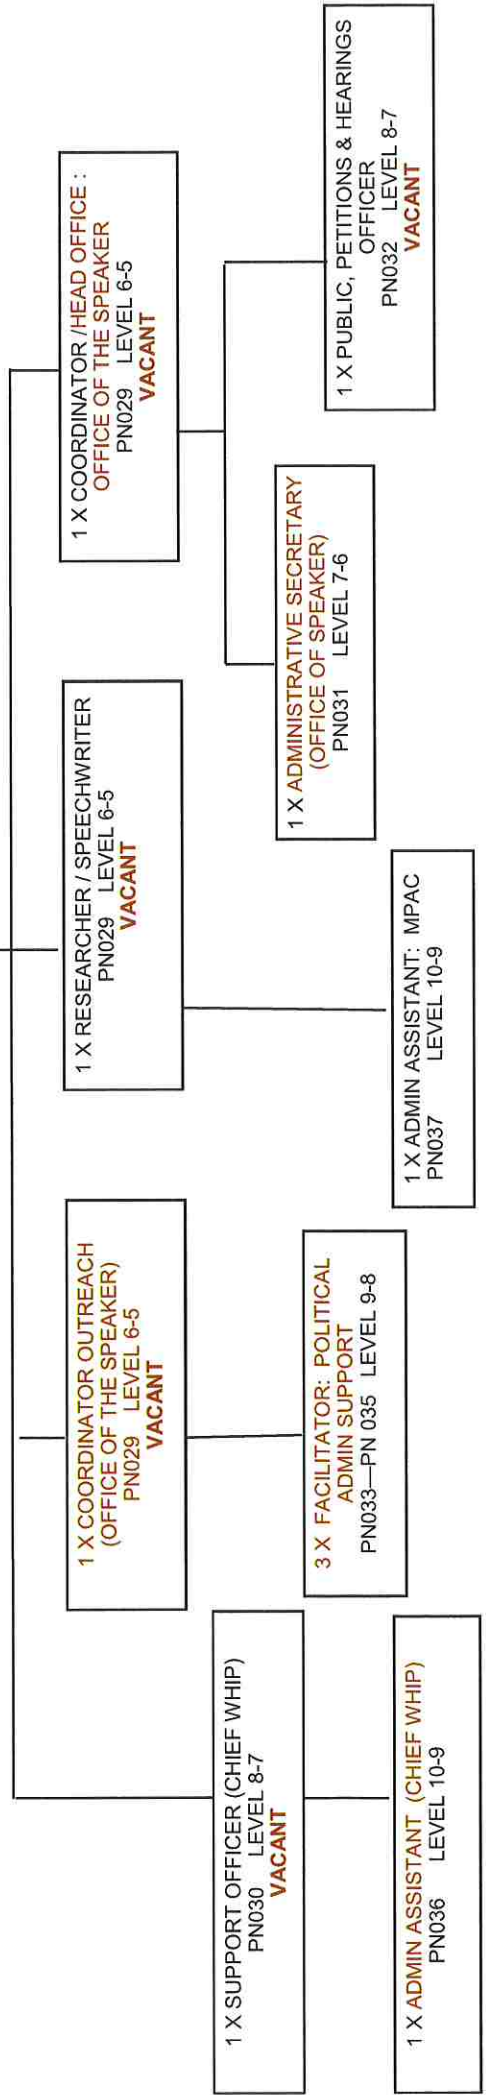 1 X SUPPORT OFFICER (CHIEF WHIP)
PN030 LEVEL 8-7
VACANT
1 X ADMIN ASSISTANT (CHIEF WHIP)
PN036 LEVEL 10-9
1 X COORDINATOR OUTREACH
(OFFICE OF THE SPEAKER)
PN029 LEVEL 6-5
VACANT
3 X FACILITATOR: POLITICAL
ADMIN SUPPORT
PN033—PN 035 LEVEL 9-8
1 X RESEARCHER / SPEECHWRITER
PN029 LEVEL 6-5
VACANT
1 X ADMIN ASSISTANT: MPAC
PN037 LEVEL 10-9
1 X COORDINATOR /HEAD OFFICE :
OFFICE OF THE SPEAKER
PN029 LEVEL 6-5
VACANT
1 X ADMINISTRATIVE SECRETARY
(OFFICE OF SPEAKER)
PN031 LEVEL 7-6
1 X PUBLIC, PETITIONS & HEARINGS
OFFICER
PN032 LEVEL 8-7
VACANT